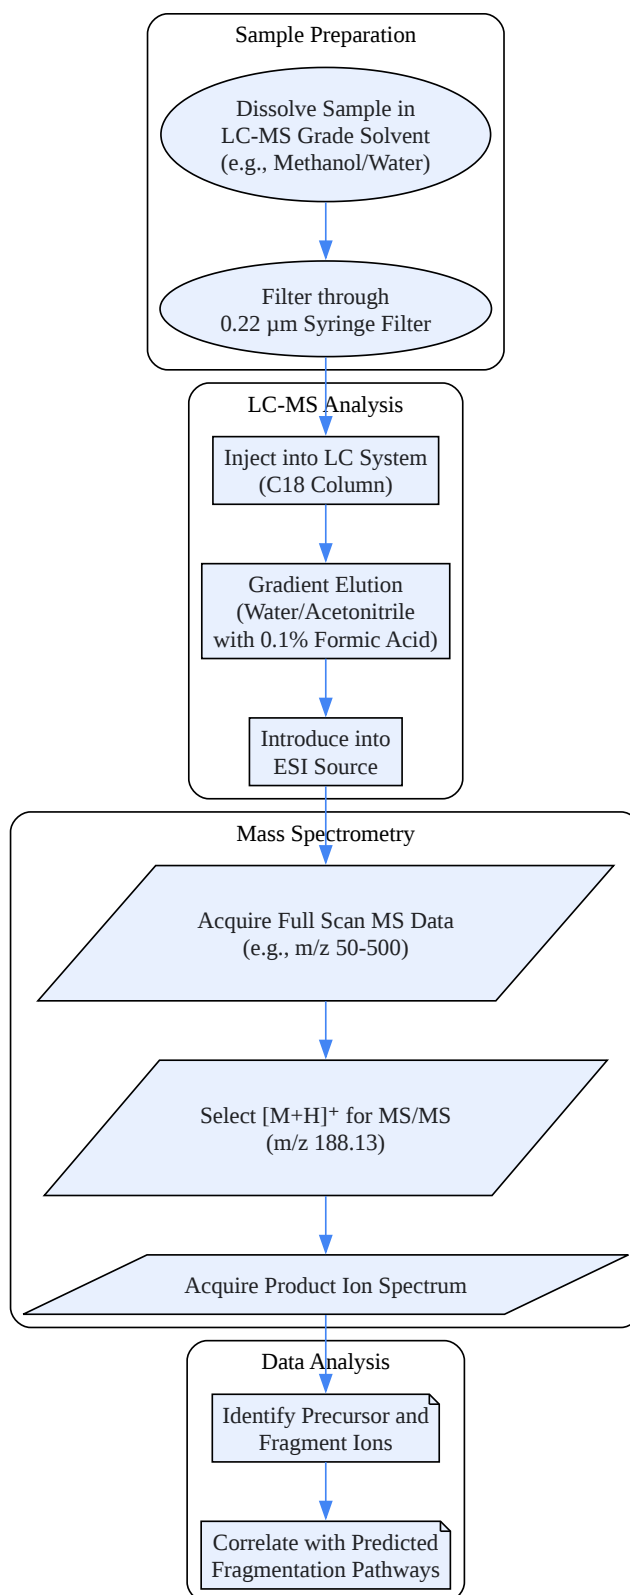 Sample Preparation
Dissolve Sample in
LC-MS Grade Solvent
(e.g., Methanol/Water)
Filter through
0.22 µm Syringe Filter
LC-MS Analysis
Inject into LC System
(C18 Column)
Gradient Elution
(Water/Acetonitrile
with 0.1% Formic Acid)
Introduce into
ESI Source
Mass Spectrometry
Acquire Full Scan MS Data
(e.g., m/z 50-500)
Select [M+H]⁺ for MS/MS
(m/z 188.13)
Acquire Product Ion Spectrum
Data Analysis
Identify Precursor and
Fragment Ions
Correlate with Predicted
Fragmentation Pathways